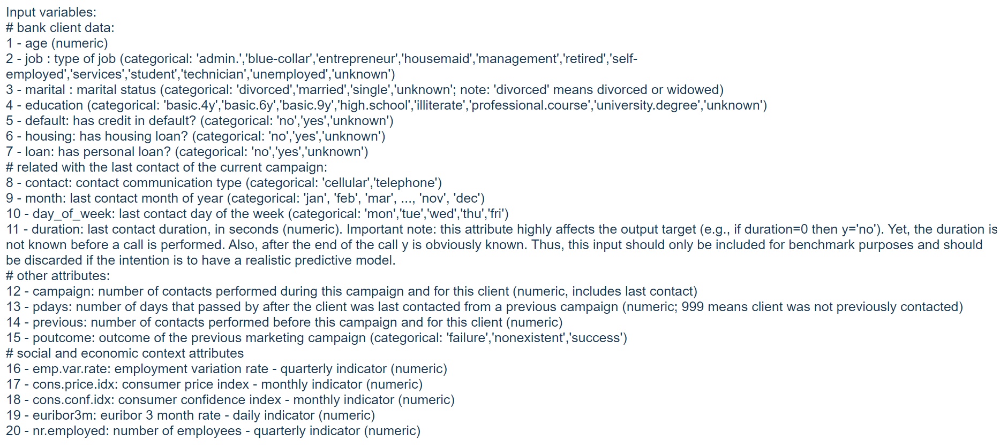 Input variables:
# bank client data:
1 - age (numeric)
2 - job : type of job (categorical: 'admin.','blue-collar','entrepreneur','housemaid','management','retired','self-
employed','services','student','technician','unemployed','unknown')
3 - marital : marital status (categorical: 'divorced','married','single','unknown'; note: 'divorced' means divorced or widowed)
4 - education (categorical: 'basic.4y','basic.6y','basic.9y','high.school','illiterate','professional.course','university.degree','unknown')
5 - default: has credit in default? (categorical: 'no','yes','unknown')
6 - housing: has housing loan? (categorical: 'no','yes','unknown')
7 - loan: has personal loan? (categorical: 'no','yes','unknown')
# related with the last contact of the current campaign:
8 - contact: contact communication type (categorical: 'cellular','telephone')
9 - month: last contact month of year (categorical: 'jan', 'feb', 'mar', ..., 'nov', 'dec')
10 - day_of_week: last contact day of the week (categorical: 'mon','tue','wed','thu','fri')
11 - duration: last contact duration, in seconds (numeric). Important note: this attribute highly affects the output target (e.g., if duration=0 then y='no'). Yet, the duration is
not known before a call is performed. Also, after the end of the call y is obviously known. Thus, this input should only be included for benchmark purposes and should
be discarded if the intention is to have a realistic predictive model.
# other attributes:
12 - campaign: number of contacts performed during this campaign and for this client (numeric, includes last contact)
13 - pdays: number of days that passed by after the client was last contacted from a previous campaign (numeric; 999 means client was not previously contacted)
14 - previous: number of contacts performed before this campaign and for this client (numeric)
15 - poutcome: outcome of the previous marketing campaign (categorical: 'failure','nonexistent','success')
# social and economic context attributes
16 - emp.var.rate: employment variation rate - quarterly indicator (numeric)
17 - cons.price.idx: consumer price index - monthly indicator (numeric)
18 - cons.conf.idx: consumer confidence index - monthly indicator (numeric)
19 - euribor3m: euribor 3 month rate - daily indicator (numeric)
20 - nr.employed: number of employees - quarterly indicator (numeric)